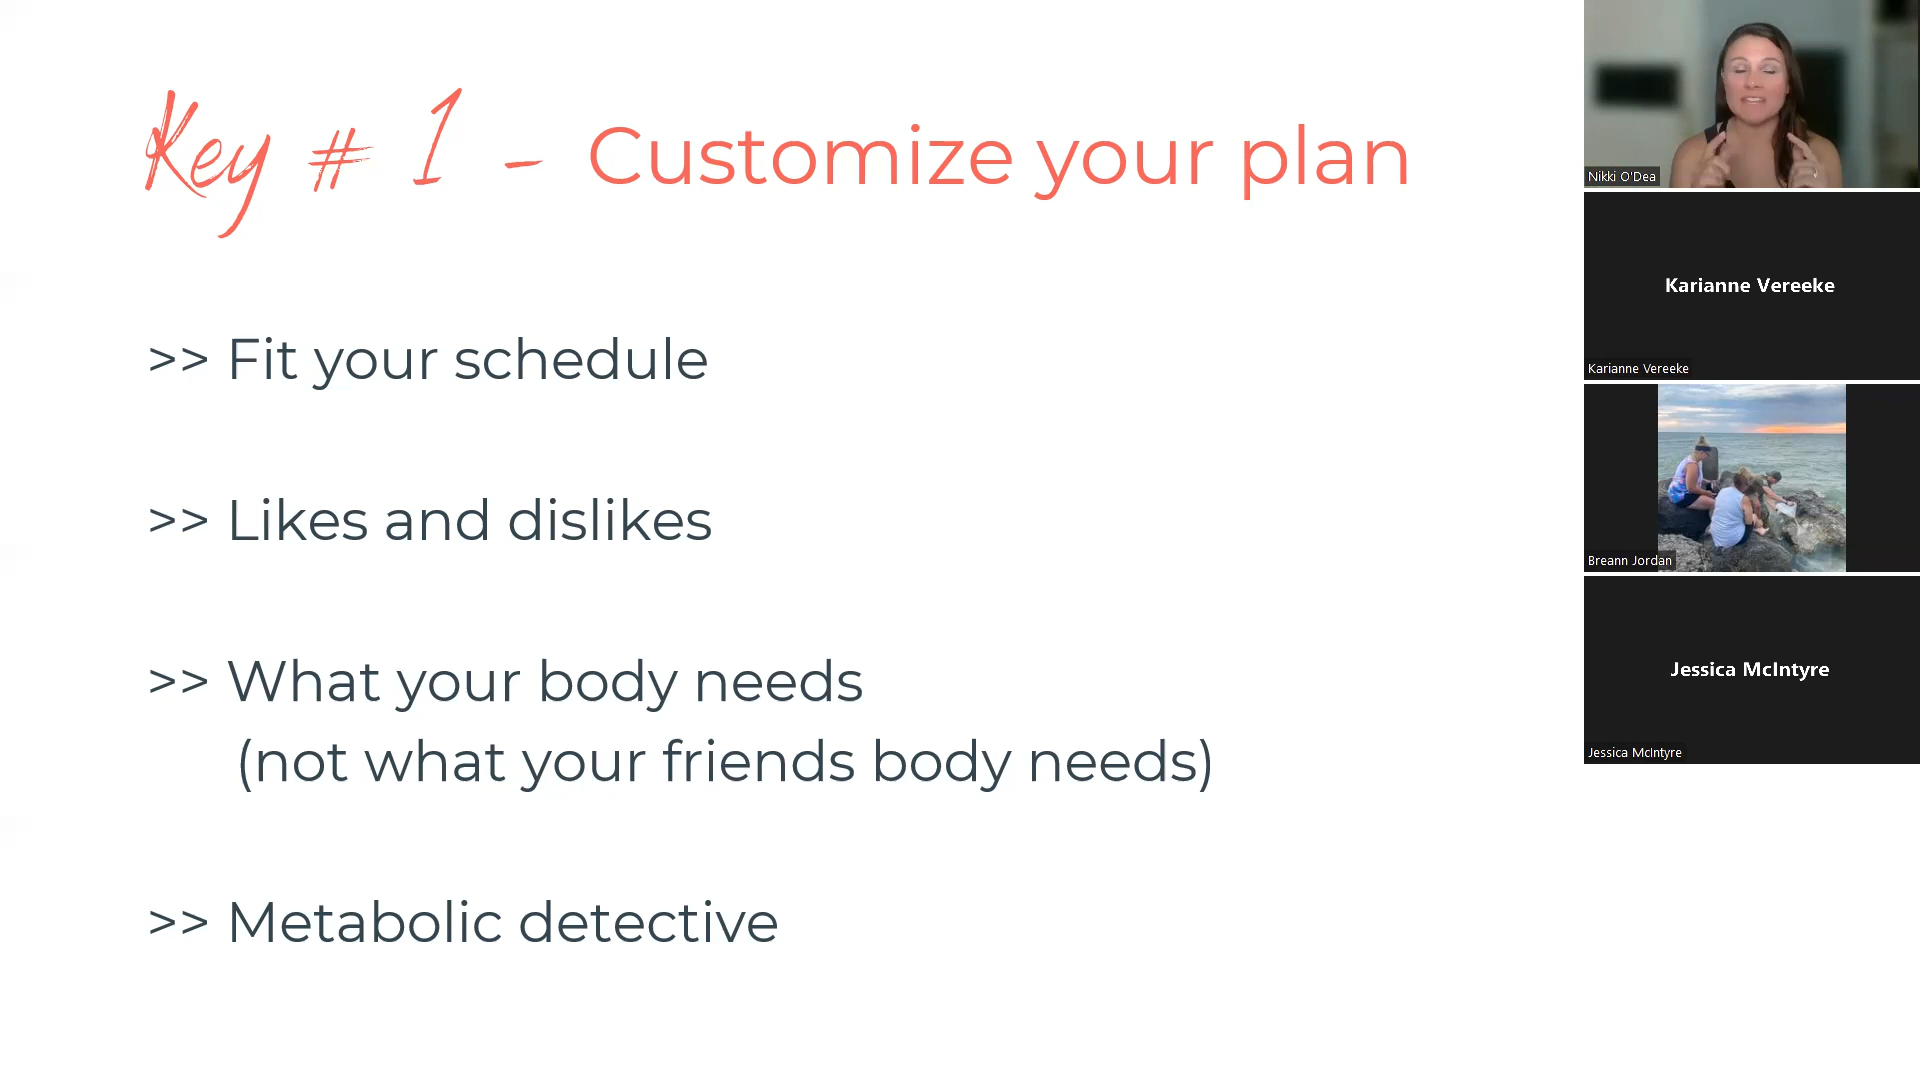 Key # 1 - Customize your plan
>> Fit your schedule
>> Likes and dislikes
>> What your body needs
(not what your friends body needs)
>> Metabolic detective
Nikki O'Dea
Karianne Vereeke
Karianne Vereeke
Breann Jordan
Jessica McIntyre
Jessica McIntyre